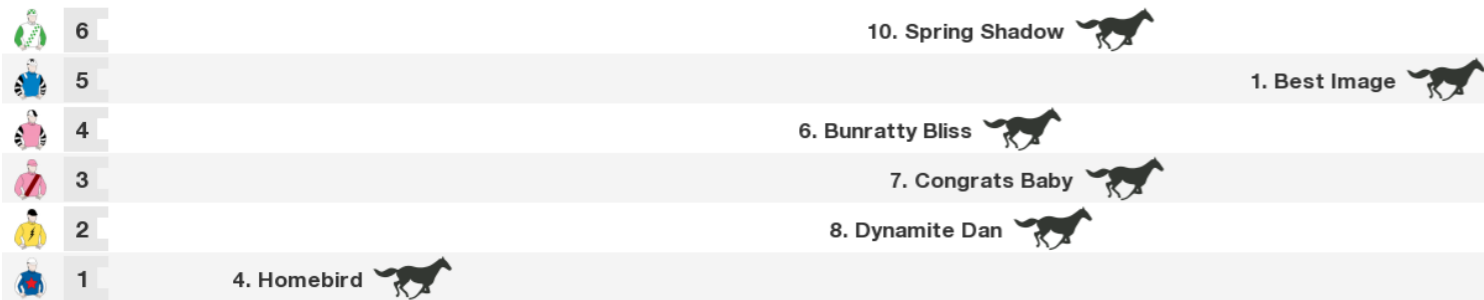 6 10. Spring Shadow
5 1. Best Image
4 6. Bunratty Bliss
3 7. Congrats Baby
2 8. Dynamite Dan
1 4. Homebird